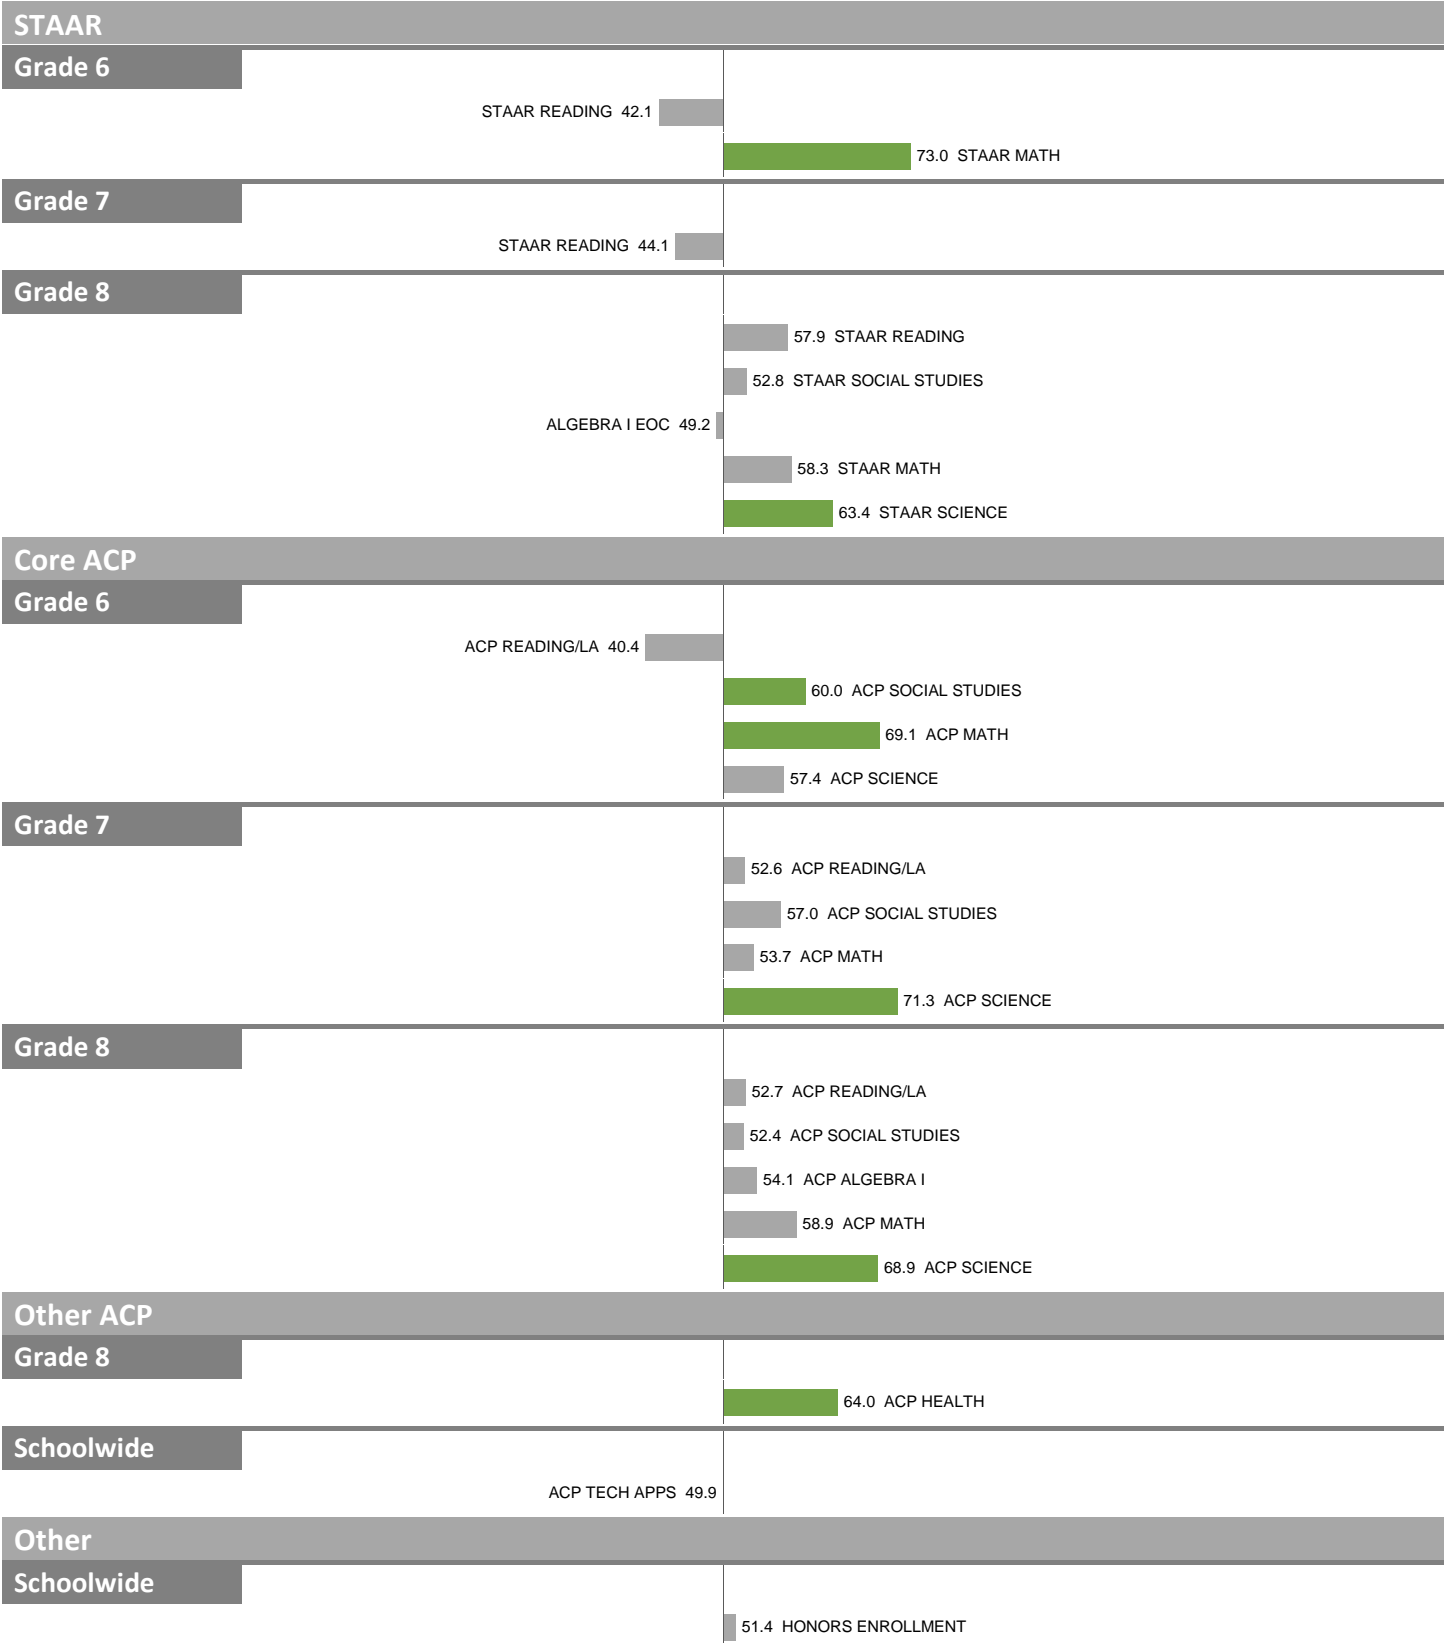 STAAR
Grade 6
STAAR READING 42.1
73.0 STAAR MATH
Grade 7
STAAR READING 44.1
Grade 8
57.9 STAAR READING
52.8 STAAR SOCIAL STUDIES
ALGEBRA I EOC 49.2
58.3 STAAR MATH
63.4 STAAR SCIENCE
Core ACP
Grade 6
ACP READING/LA 40.4
60.0 ACP SOCIAL STUDIES
69.1 ACP MATH
57.4 ACP SCIENCE
Grade 7
52.6 ACP READING/LA
57.0 ACP SOCIAL STUDIES
53.7 ACP MATH
71.3 ACP SCIENCE
Grade 8
52.7 ACP READING/LA
52.4 ACP SOCIAL STUDIES
54.1 ACP ALGEBRA I
58.9 ACP MATH
68.9 ACP SCIENCE
Other ACP
Grade 8
64.0 ACP HEALTH
Schoolwide
ACP TECH APPS 49.9
Other
Schoolwide
51.4 HONORS ENROLLMENT